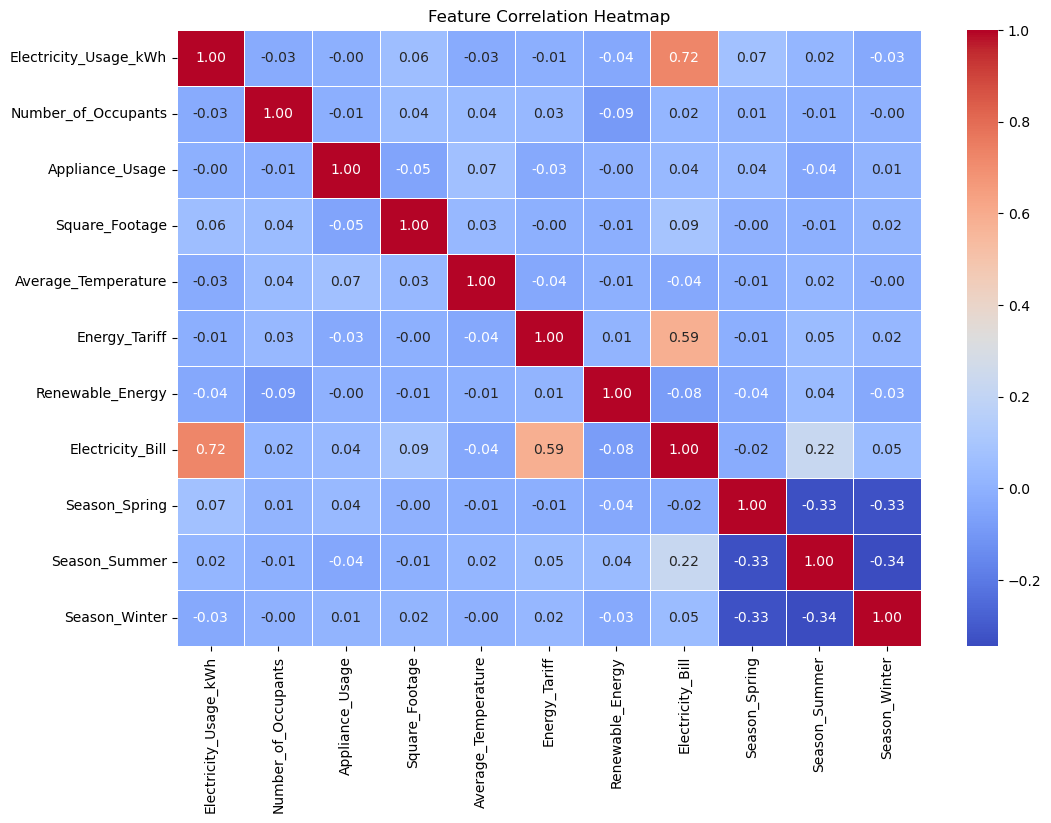 Feature Correlation Heatmap
Electricity_Usage_kWh 1.00 -0.03 -0.00 0.06 -0.03 -0.01 -0.04 0.72 0.07 0.02 -0.03
Number_of_Occupants -0.03 1.00 -0.01 0.04 0.04 0.03 -0.09 0.02 0.01 -0.01 -0.00
Appliance_Usage -0.00 -0.01 1.00 -0.05 0.07 -0.03 -0.00 0.04 0.04 -0.04 0.01
Square_Footage 0.06 0.04 -0.05 1.00 0.03 -0.00 -0.01 0.09 -0.00 -0.01 0.02
Average_Temperature -0.03 0.04 0.07 0.03 1.00 -0.04 -0.01 -0.04 -0.01 0.02 -0.00
Energy_Tariff -0.01 0.03 -0.03 -0.00 -0.04 1.00 0.01 0.59 -0.01 0.05 0.02
Renewable_Energy -0.04 -0.09 -0.00 -0.01 -0.01 0.01 1.00 -0.08 -0.04 0.04 -0.03
Electricity_Bill 0.72 0.02 0.04 0.09 -0.04 0.59 -0.08 1.00 -0.02 0.22 0.05
Season_Spring 0.07 0.01 0.04 -0.00 -0.01 -0.01 -0.04 -0.02 1.00 -0.33 -0.33
Season_Summer 0.02 -0.01 -0.04 -0.01 0.02 0.05 0.04 0.22 -0.33 1.00 -0.34
Season_Winter -0.03 -0.00 0.01 0.02 -0.00 0.02 -0.03 0.05 -0.33 -0.34 1.00
Electricity_Usage_kWh
Number_of_Occupants
Appliance_Usage
Square_Footage
Average_Temperature
Energy_Tariff
Renewable_Energy
Electricity_Bill
Season_Spring
Season_Summer
Season_Winter
1.0
0.8
0.6
0.4
0.2
0.0
−0.2